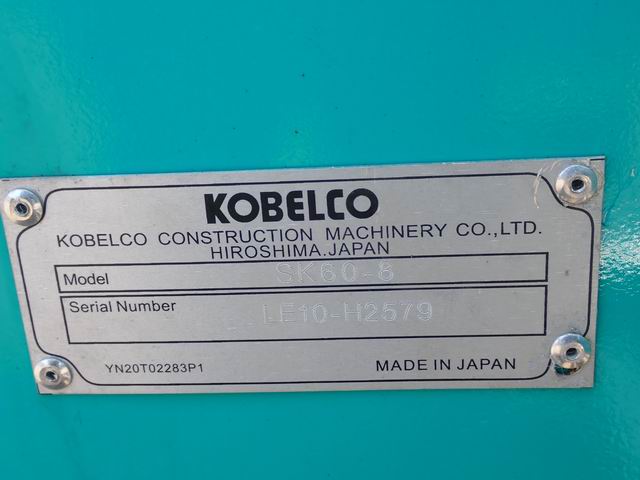 KOBELCO
KOBELCO CONSTRUCTION MACHINERY CO.,LTD.
HIROSHIMA.JAPAN
Model SK60-8
Serial Number LE10-H2579
YN20T02283P1 MADE IN JAPAN